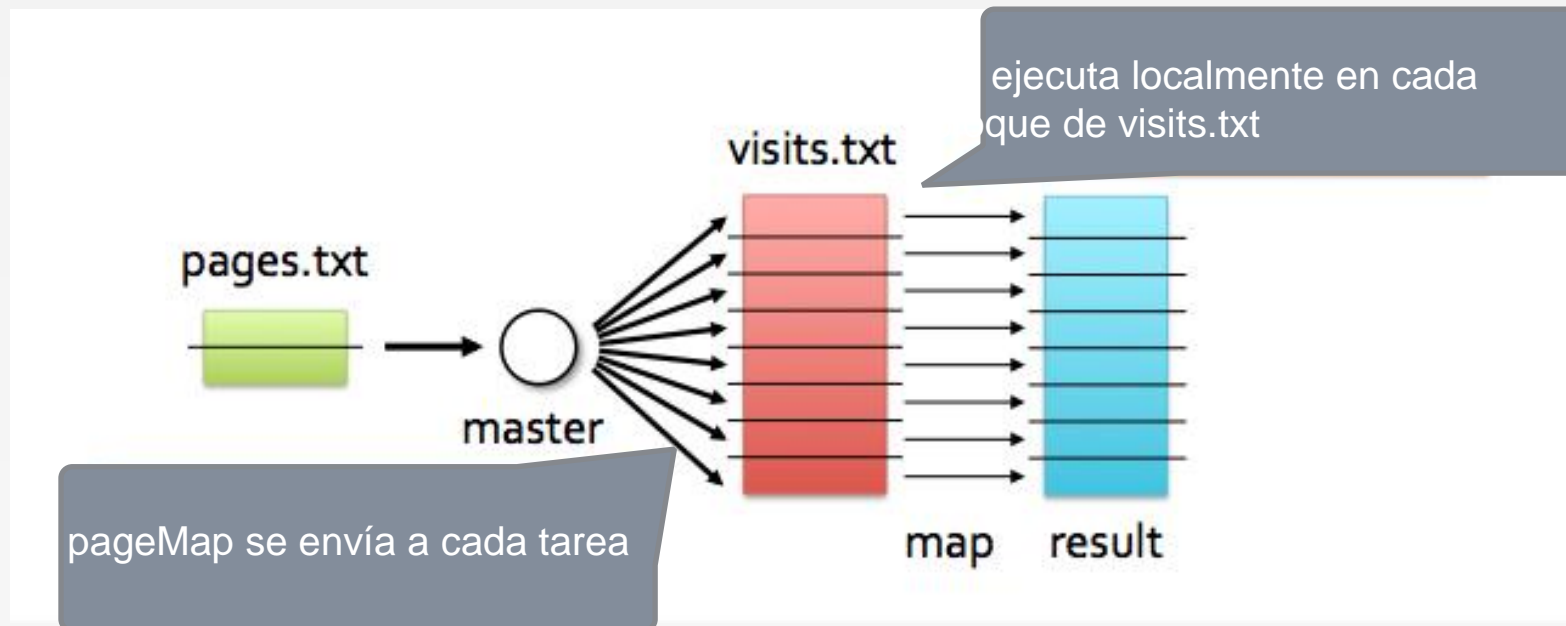 ejecuta localmente en cada
que de visits.txt
visits.txt
pages.txt
master
pageMap se envía a cada tarea
map
result